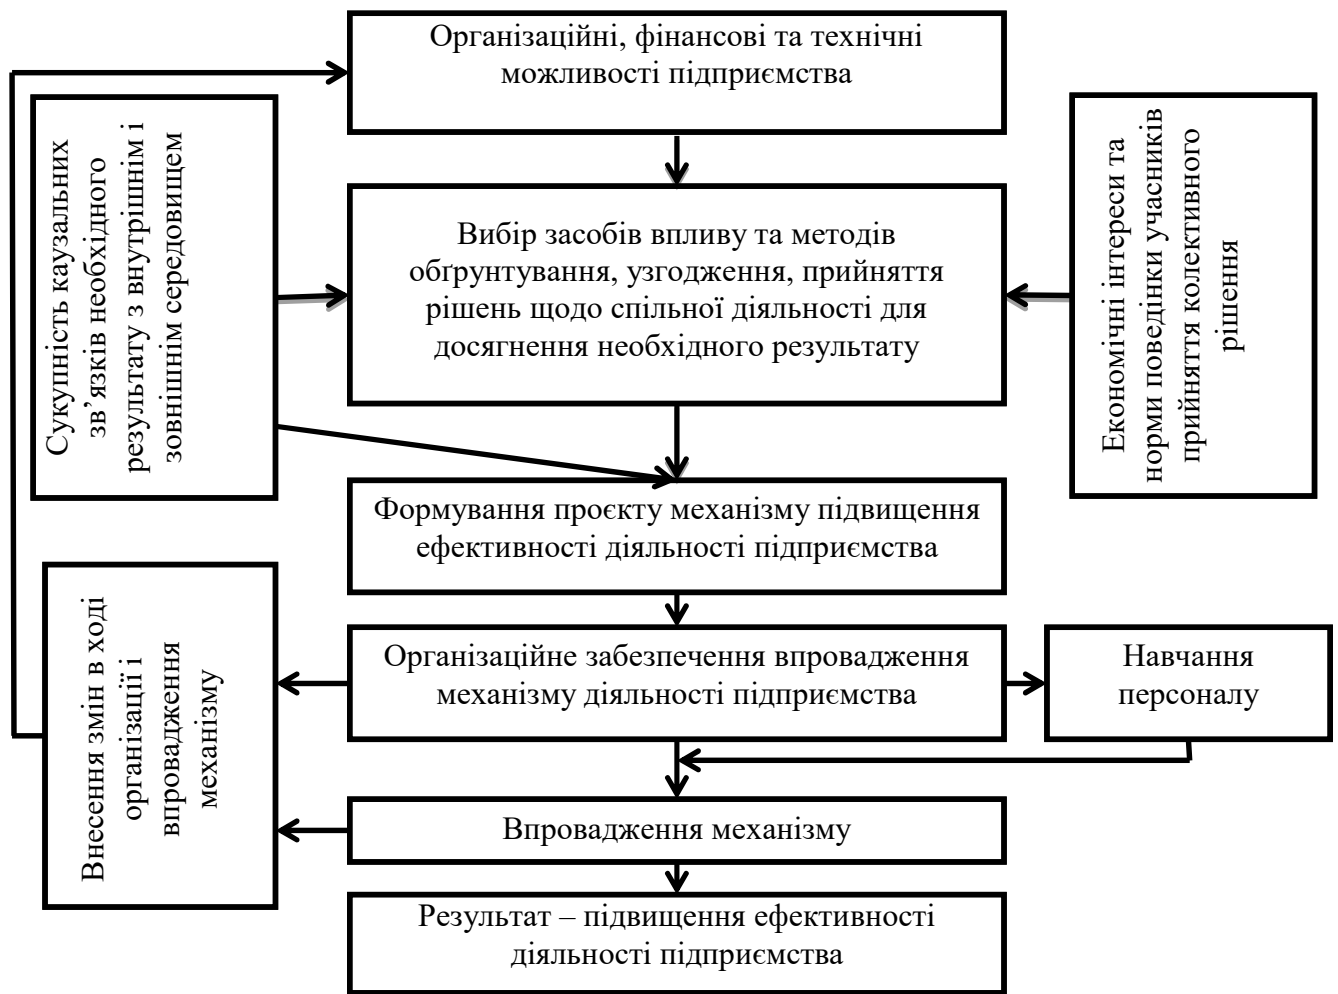 Організаційні, фінансові та технічні
можливості підприємства
Сукупність каузальних
зв’язків необхідного
результату з внутрішнім і
зовнішнім середовищем
Вибір засобів впливу та методів
обґрунтування, узгодження, прийняття
рішень щодо спільної діяльності для
досягнення необхідного результату
Економічні інтереси та
норми поведінки учасників
прийняття колективного
рішення
Формування проєкту механізму підвищення
ефективності діяльності підприємства
Внесення змін в ході
організації і
впровадження
механізму
Організаційне забезпечення впровадження
механізму діяльності підприємства
Навчання
персоналу
Впровадження механізму
Результат – підвищення ефективності
діяльності підприємства